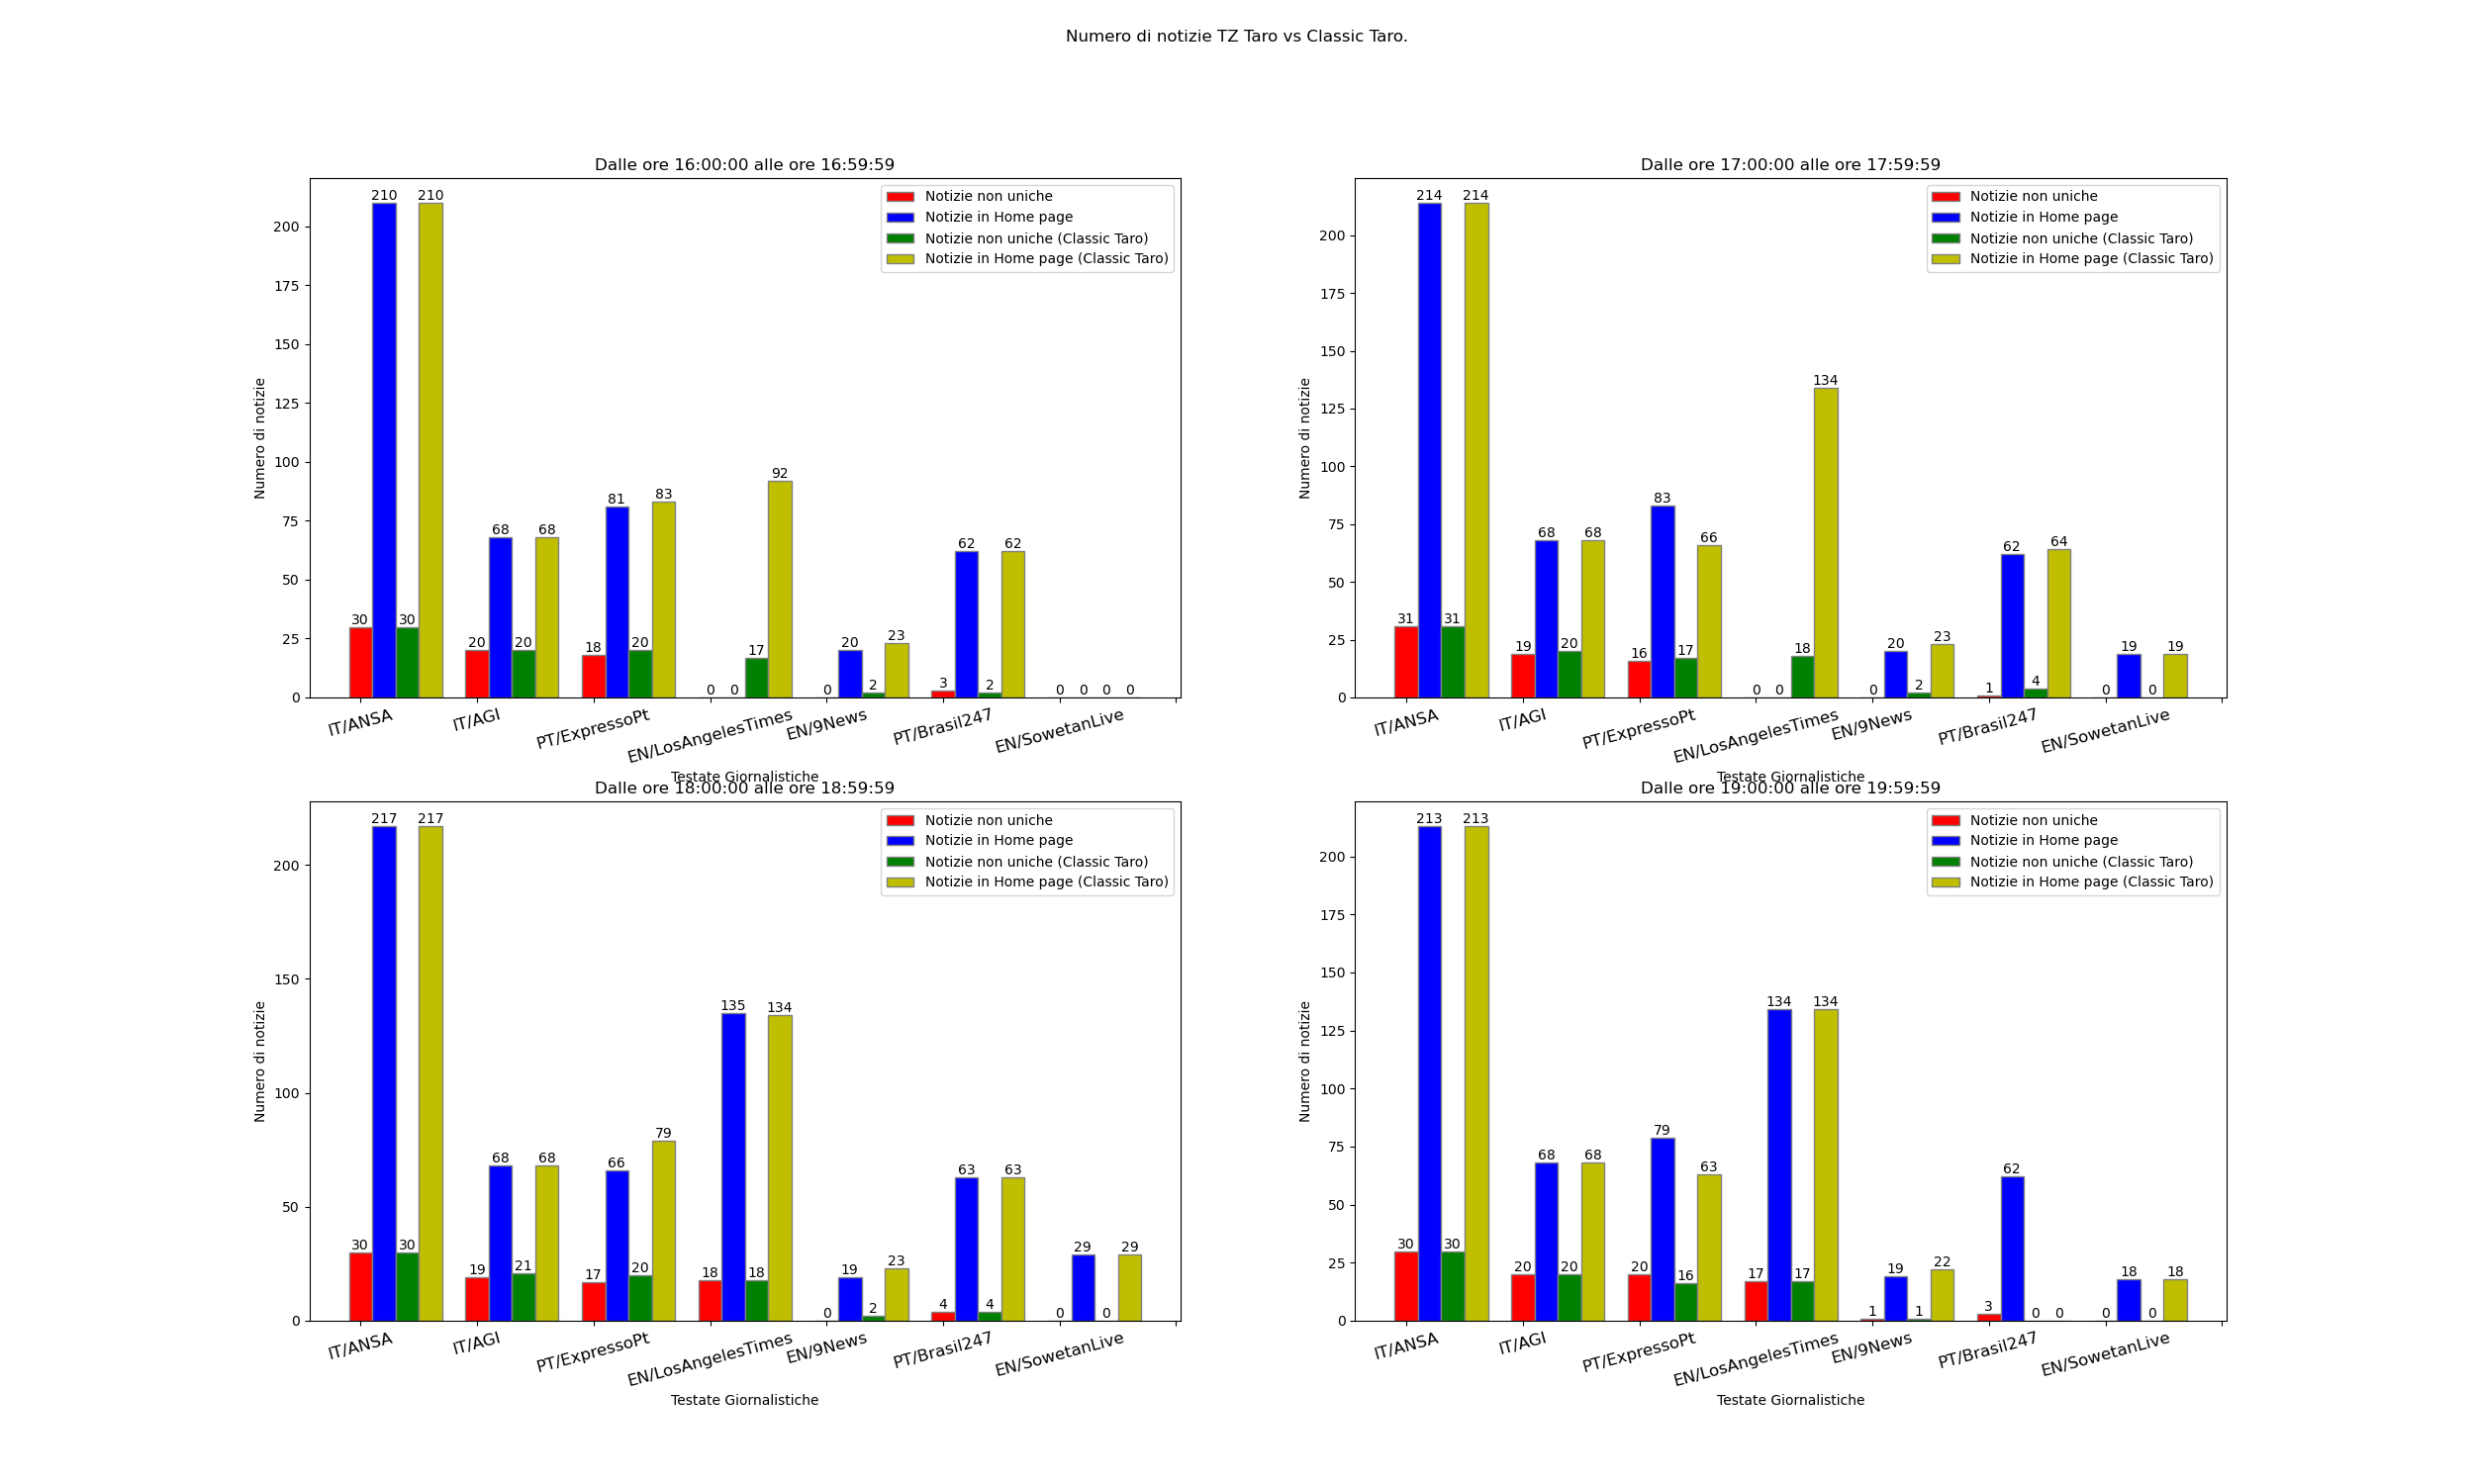 Numero di notizie TZ Taro vs Classic Taro.
Dalle ore 16:00:00 alle ore 16:59:59
Numero di notizie
200
175
150
125
100
75
50
25
0
210 210
30 30
68 68
20 20
81 83
18 20
92
0 0 17
20 23
0 2
62 62
3 2
0 0 0 0
Notizie non uniche
Notizie in Home page
Notizie non uniche (Classic Taro)
Notizie in Home page (Classic Taro)
IT/ANSA IT/AGI PT/ExpressoPt EN/LosAngelesTimes EN/9News PT/Brasil247 EN/SowetanLive
Testate Giornalistiche
Dalle ore 17:00:00 alle ore 17:59:59
Numero di notizie
200
175
150
125
100
75
50
25
0
214 214
31 31
68 68
19 20
83 66
16 17
134
0 0 18
20 23
0 2
62 64
1 4
19 19
0 0
Notizie non uniche
Notizie in Home page
Notizie non uniche (Classic Taro)
Notizie in Home page (Classic Taro)
IT/ANSA IT/AGI PT/ExpressoPt EN/LosAngelesTimes EN/9News PT/Brasil247 EN/SowetanLive
Testate Giornalistiche
Dalle ore 18:00:00 alle ore 18:59:59
Numero di notizie
200
150
100
50
0
217 217
30 30
68 68
19 21
66 79
17 20
135 134
18 18
19 23
0 2
63 63
4 4
29 29
0 0
Notizie non uniche
Notizie in Home page
Notizie non uniche (Classic Taro)
Notizie in Home page (Classic Taro)
IT/ANSA IT/AGI PT/ExpressoPt EN/LosAngelesTimes EN/9News PT/Brasil247 EN/SowetanLive
Testate Giornalistiche
Dalle ore 19:00:00 alle ore 19:59:59
Numero di notizie
200
175
150
125
100
75
50
25
0
213 213
30 30
68 68
20 20
79 63
20 16
134 134
17 17
19 22
1 1
62
3 0 0
18 18
0 0
Notizie non uniche
Notizie in Home page
Notizie non uniche (Classic Taro)
Notizie in Home page (Classic Taro)
IT/ANSA IT/AGI PT/ExpressoPt EN/LosAngelesTimes EN/9News PT/Brasil247 EN/SowetanLive
Testate Giornalistiche